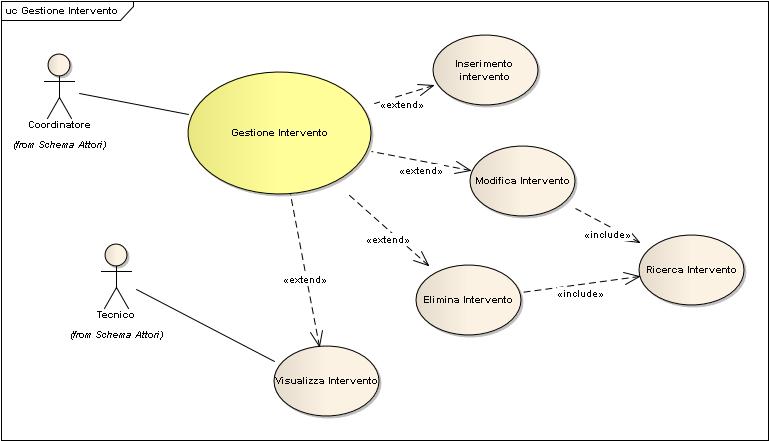 uc Gestione Intervento
Coordinatore
(from Schema Attori)
Gestione Intervento
Inserimento
intervento
«extend»
«extend»
Modifica Intervento
«include»
«extend»
Ricerca Intervento
Elimina Intervento
«include»
«extend»
Tecnico
(from Schema Attori)
Visualizza Intervento